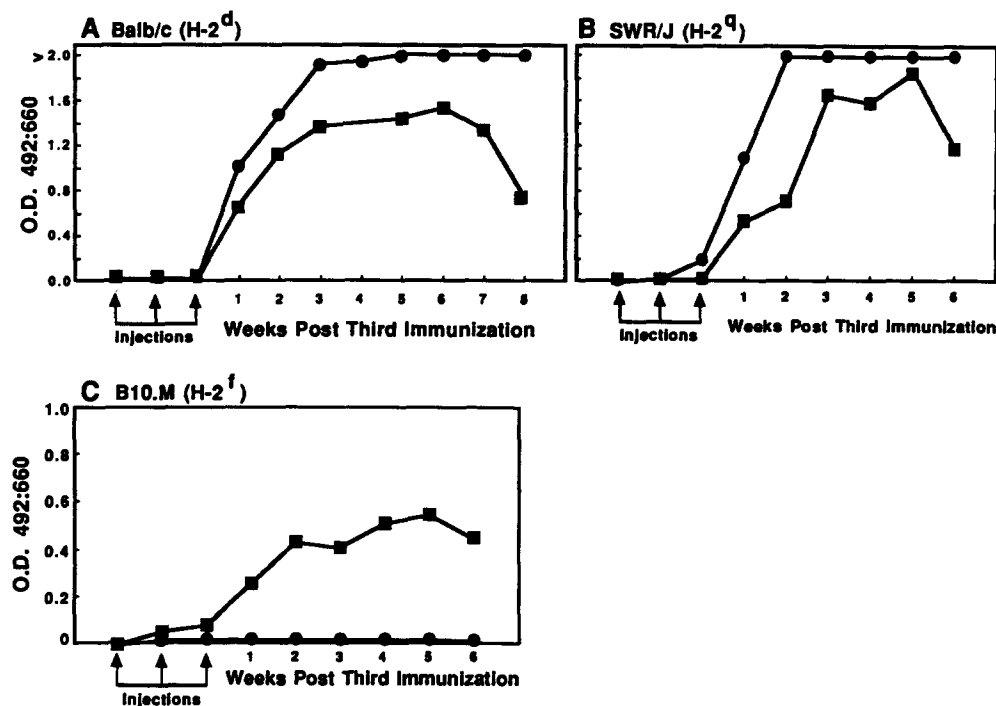 A Balb/c (H-2^d)
v
2.0
1.6
1.2
0.8
0.4
0.0
O.D. 492:660
1 2 3 4 5 6 7 8
Injections
Weeks Post Third Immunization
B SWR/J (H-2^q)
1 2 3 4 5 6
Injections
Weeks Post Third Immunization
C B10.M (H-2^f)
1.0
0.8
0.6
0.4
0.2
0
O.D. 492:660
1 2 3 4 5 6
Injections
Weeks Post Third Immunization